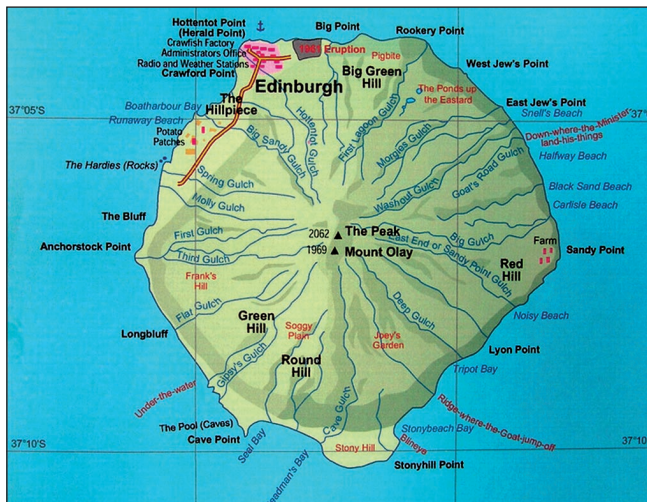 Hottentot Point
(Herald Point)
Crawfish Factory
Administrators Office
Radio and Weather Stations
Crawford Point
Big Point
1961 Eruption
Rookery Point
Pigbite
West Jew's Point
Edinburgh
Big Green
Hill
The Ponds up
the Eastard
East Jew's Point
37°05'
37°05'
Boatharbour Bay
The
Hillpiece
Runaway Beach
Hottentot Gulch
First Lagoon Gulch
Snell's Beach
Potato
Patches
Big Sandy Gulch
Morgies Gulch
Down-where-the-Minister-
land-his-things
The Hardies (Rocks)
Goat's Road Gulch
Halfway Beach
Spring Gulch
Washout Gulch
Black Sand Beach
Molly Gulch
Carlisle Beach
The Bluff
First Gulch
2062
The Peak
Big Gulch
Farm
Anchorstock Point
Third Gulch
1969
Mount Olay
East End of Sandy Point Gulch
Sandy Point
Red
Hill
Frank's
Hill
Flat Gulch
Deep Gulch
Noisy Beach
Longbluff
Green
Hill
Soggy
Plain
Joey's
Garden
Lyon Point
Gipsy's Gulch
Round
Hill
Tripot Bay
Under-the-water
Cave Gulch
Ridge-where-the-Goat-jump-off
The Pool (Caves)
Cave Point
Seal Bay
Stonybeach Bay
37°10'
37°10'
Stony Hill
Blineye
Stonyhill Point
eadman's Bay